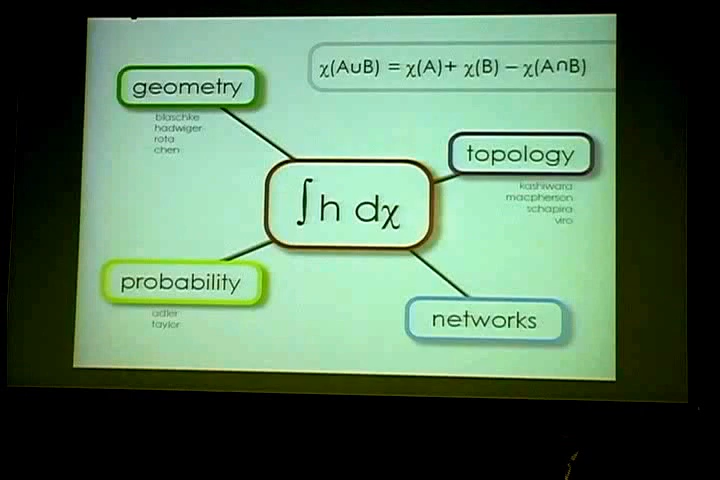 χ(A∪B) = χ(A)+ χ(B) – χ(A∩B)
geometry
blaschke
hadwiger
rota
chen
topology
kashiwara
macpherson
schapira
viro
∫h dχ
probability
adler
taylor
networks